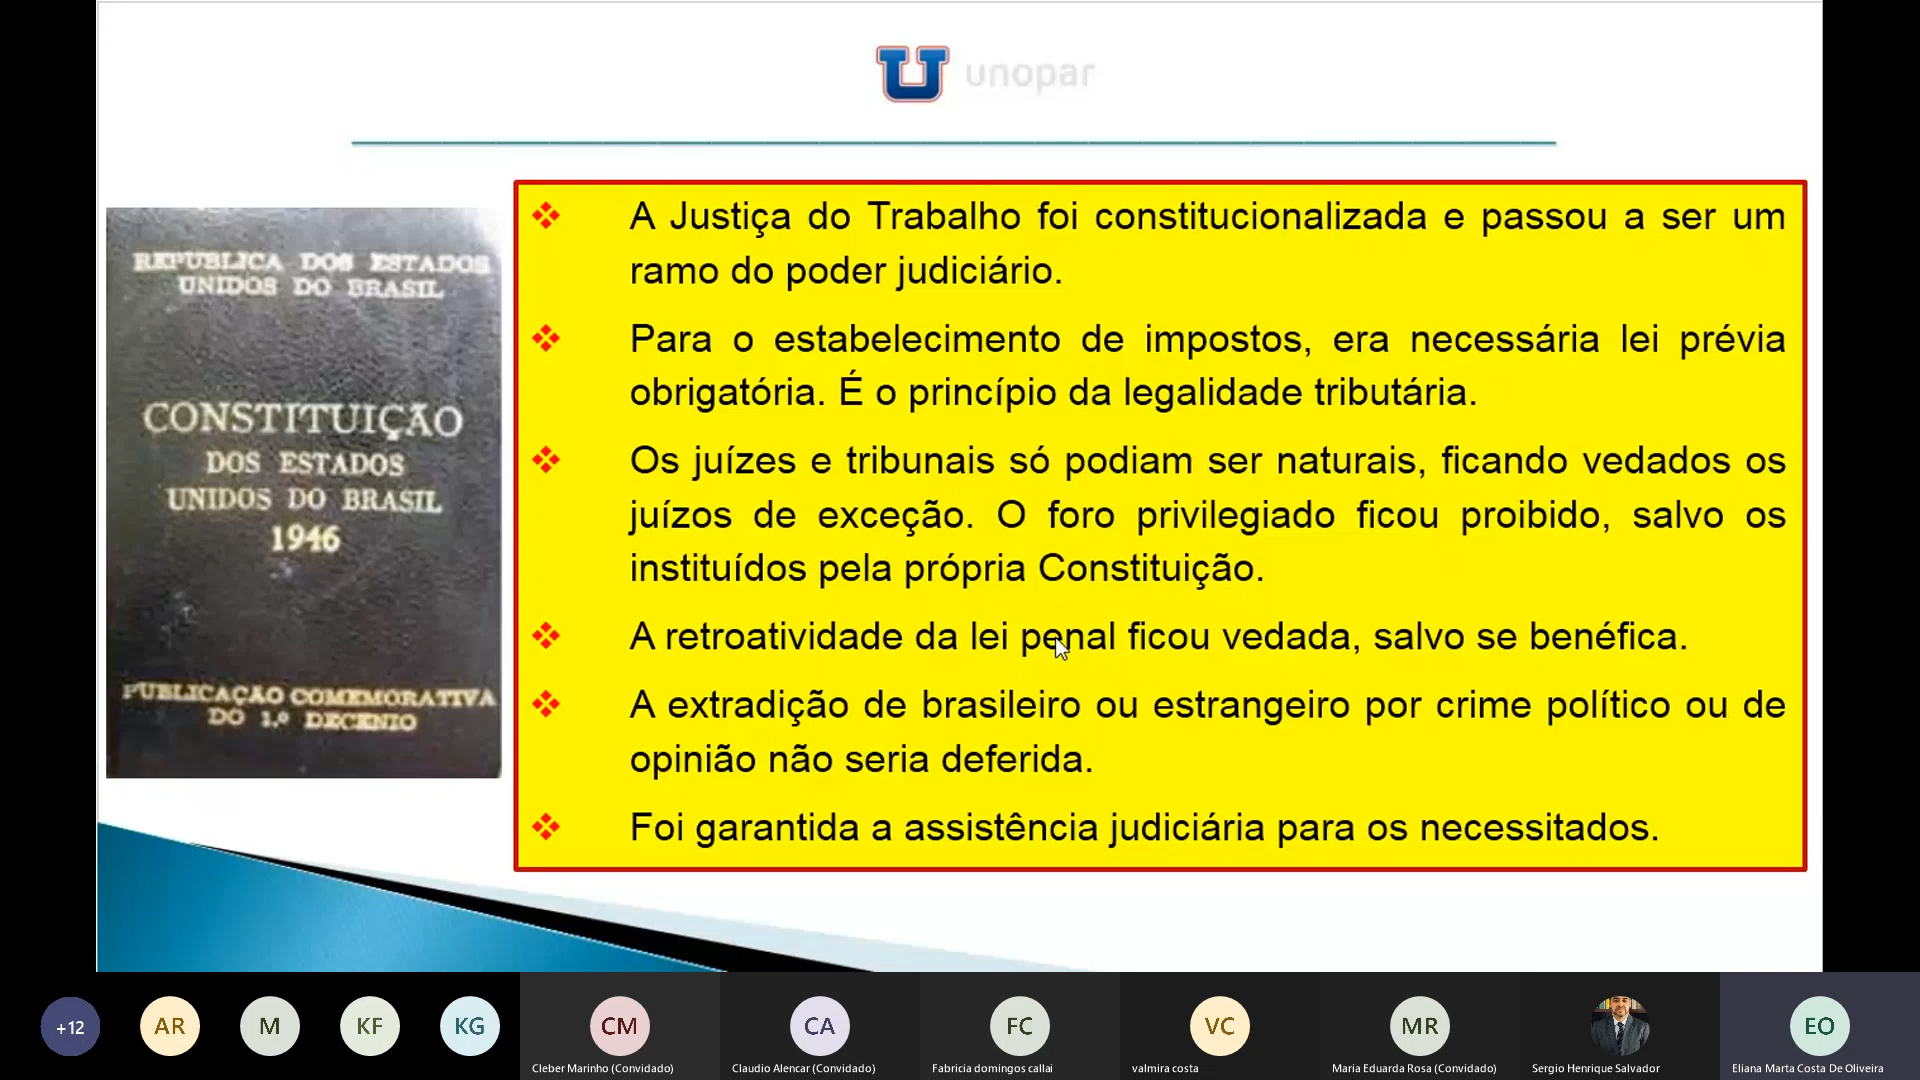 unopar
REPUBLICA DOS ESTADOS
UNIDOS DO BRASIL
CONSTITUIÇÃO
DOS ESTADOS
UNIDOS DO BRASIL
1946
PUBLICAÇÃO COMEMORATIVA
DO 1.º DECENIO
A Justiça do Trabalho foi constitucionalizada e passou a ser um
ramo do poder judiciário.
Para o estabelecimento de impostos, era necessária lei prévia
obrigatória. É o princípio da legalidade tributária.
Os juízes e tribunais só podiam ser naturais, ficando vedados os
juízos de exceção. O foro privilegiado ficou proibido, salvo os
instituídos pela própria Constituição.
A retroatividade da lei penal ficou vedada, salvo se benéfica.
A extradição de brasileiro ou estrangeiro por crime político ou de
opinião não seria deferida.
Foi garantida a assistência judiciária para os necessitados.
+12
AR
M
KF
KG
CM
CA
FC
VC
MR
EO
Cleber Marinho (Convidado)
Claudio Alencar (Convidado)
Fabricia domingos callai
valmira costa
Maria Eduarda Rosa (Convidado)
Sergio Henrique Salvador
Eliana Marta Costa De Oliveira